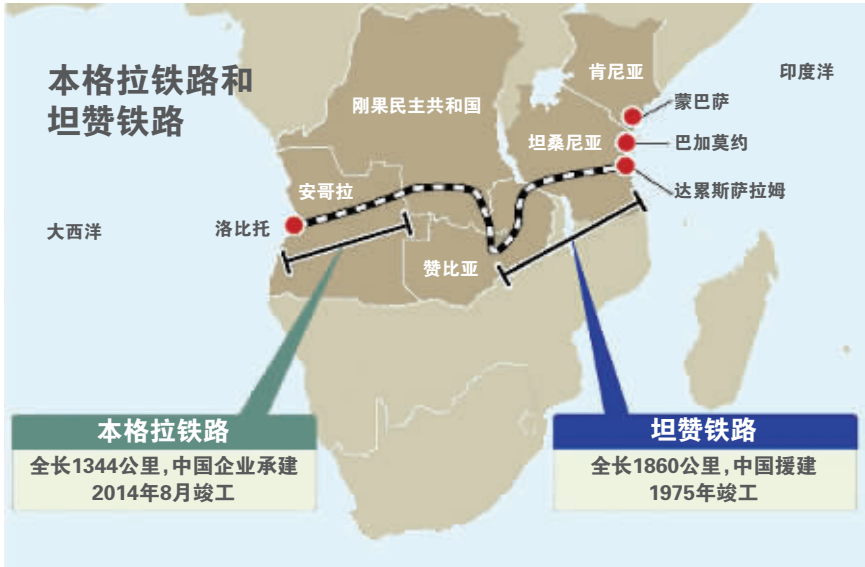 本格拉铁路和
坦赞铁路
肯尼亚
印度洋
刚果民主共和国
蒙巴萨
坦桑尼亚
巴加莫约
安哥拉
达累斯萨拉姆
大西洋
洛比托
赞比亚
本格拉铁路
全长1344公里,中国企业承建
2014年8月竣工
坦赞铁路
全长1860公里,中国援建
1975年竣工